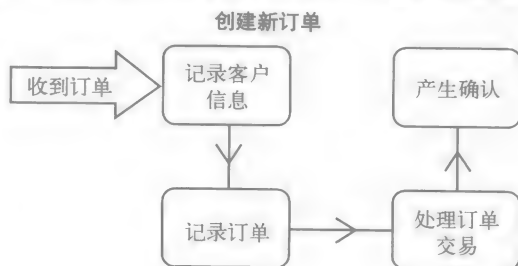 创建新订单
收到订单
记录客户
信息
产生确认
记录订单
处理订单
交易